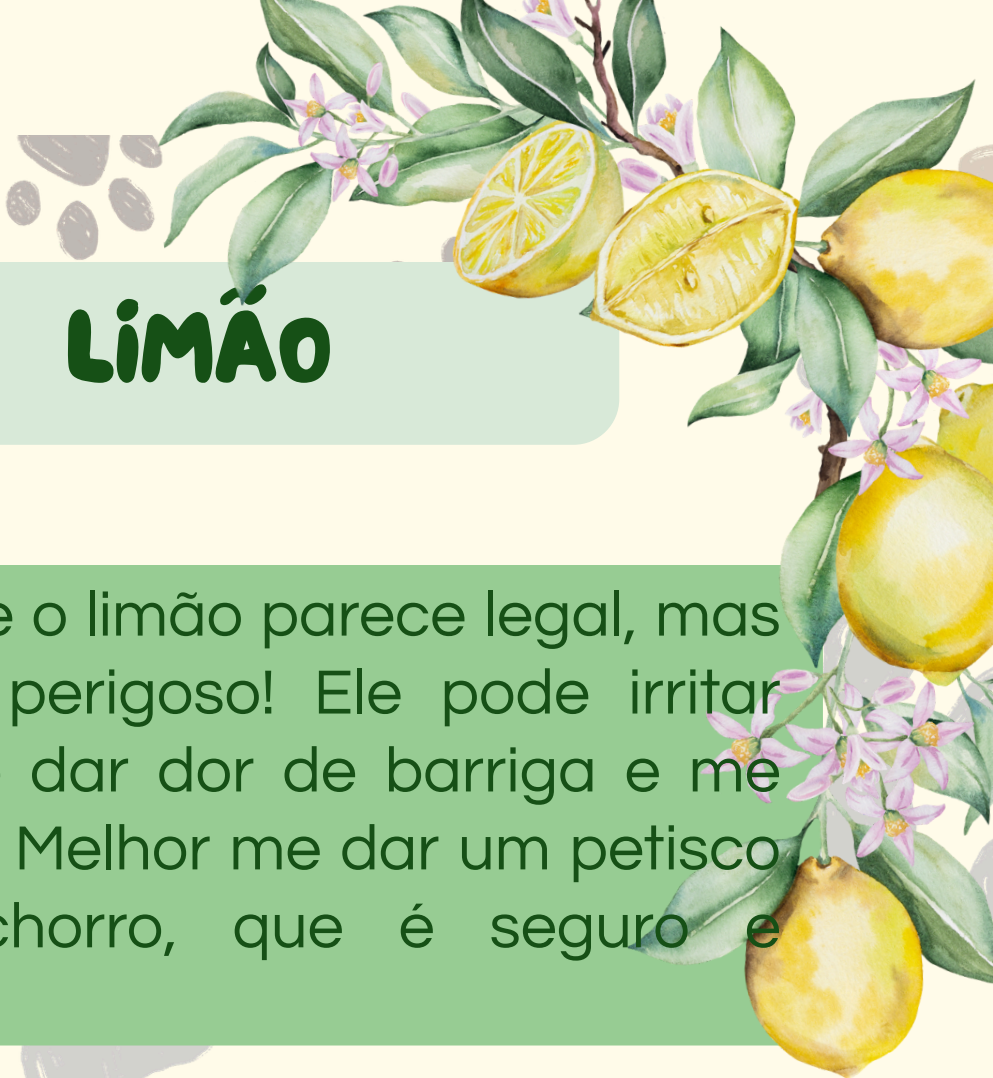 LIMÃO
e o limão parece legal, mas
perigoso! Ele pode irritar
dar dor de barriga e me
Melhor me dar um petisco
chorro, que é seguro e